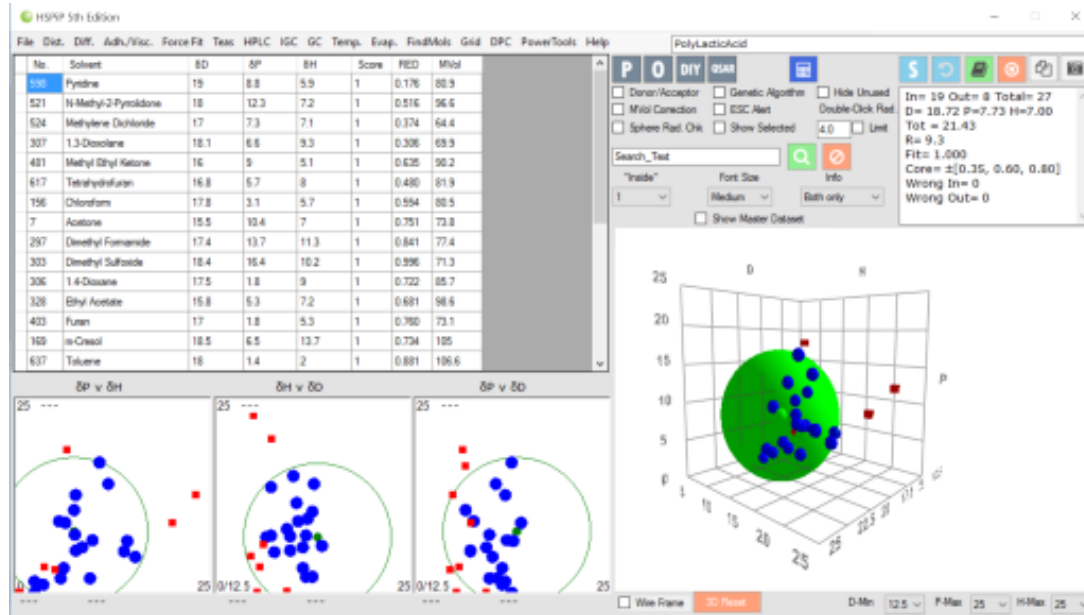 HSPiP 5th Edition
File Dist. Diff. Adh./Visc. Force Fit Teas HPLC IGC GC Temp. Evap. FindMols Grid DPC PowerTools Help
PolyLacticAcid
No. Solvent δD δP δH Score RED MVol
598 Pyridine 19 8.8 5.9 1 0.176 80.9
521 N-Methyl-2-Pyrrolidone 18 12.3 7.2 1 0.516 96.6
524 Methylene Dichloride 17 7.3 7.1 1 0.374 64.4
307 1,3-Dioxolane 18.1 6.6 9.3 1 0.306 69.9
481 Methyl Ethyl Ketone 16 9 5.1 1 0.635 90.2
617 Tetrahydrofuran 16.8 5.7 8 1 0.480 81.9
156 Chloroform 17.8 3.1 5.7 1 0.554 80.5
7 Acetone 15.5 10.4 7 1 0.751 73.8
297 Dimethyl Formamide 17.4 13.7 11.3 1 0.841 77.4
303 Dimethyl Sulfoxide 18.4 16.4 10.2 1 0.996 71.3
306 1,4-Dioxane 17.5 1.8 9 1 0.722 85.7
328 Ethyl Acetate 15.8 5.3 7.2 1 0.681 98.6
403 Furan 17 1.8 5.3 1 0.760 73.1
169 m-Cresol 18.5 6.5 13.7 1 0.734 105
637 Toluene 18 1.4 2 1 0.881 106.6
P O DIY QSAR S
Donor/Acceptor Genetic Algorithm Hide Unused
MVol Correction ESC Alert Double-Click Rad.
Sphere Rad. Chk Show Selected 4.0 Limit
Search_Text
"Inside" Font Size Info
1 Medium Both only
Show Master Dataset
In= 19 Out= 8 Total= 27
D= 18.72 P=7.73 H=7.00
Tot = 21.43
R= 9.3
Fit= 1.000
Core= ±[0.35, 0.60, 0.80]
Wrong In= 0
Wrong Out= 0
δP v δH δH v δD δP v δD
25 --- 25 --- 25 ---
0 25 0/12.5 25 0/12.5 25
--- --- --- --- --- ---
D H
25
20
15
10
5
0
P
10 15 20 25
25 22.5 20 17.5
Wire Frame 3D Reset D-Min 12.5 P-Max 25 H-Max 25